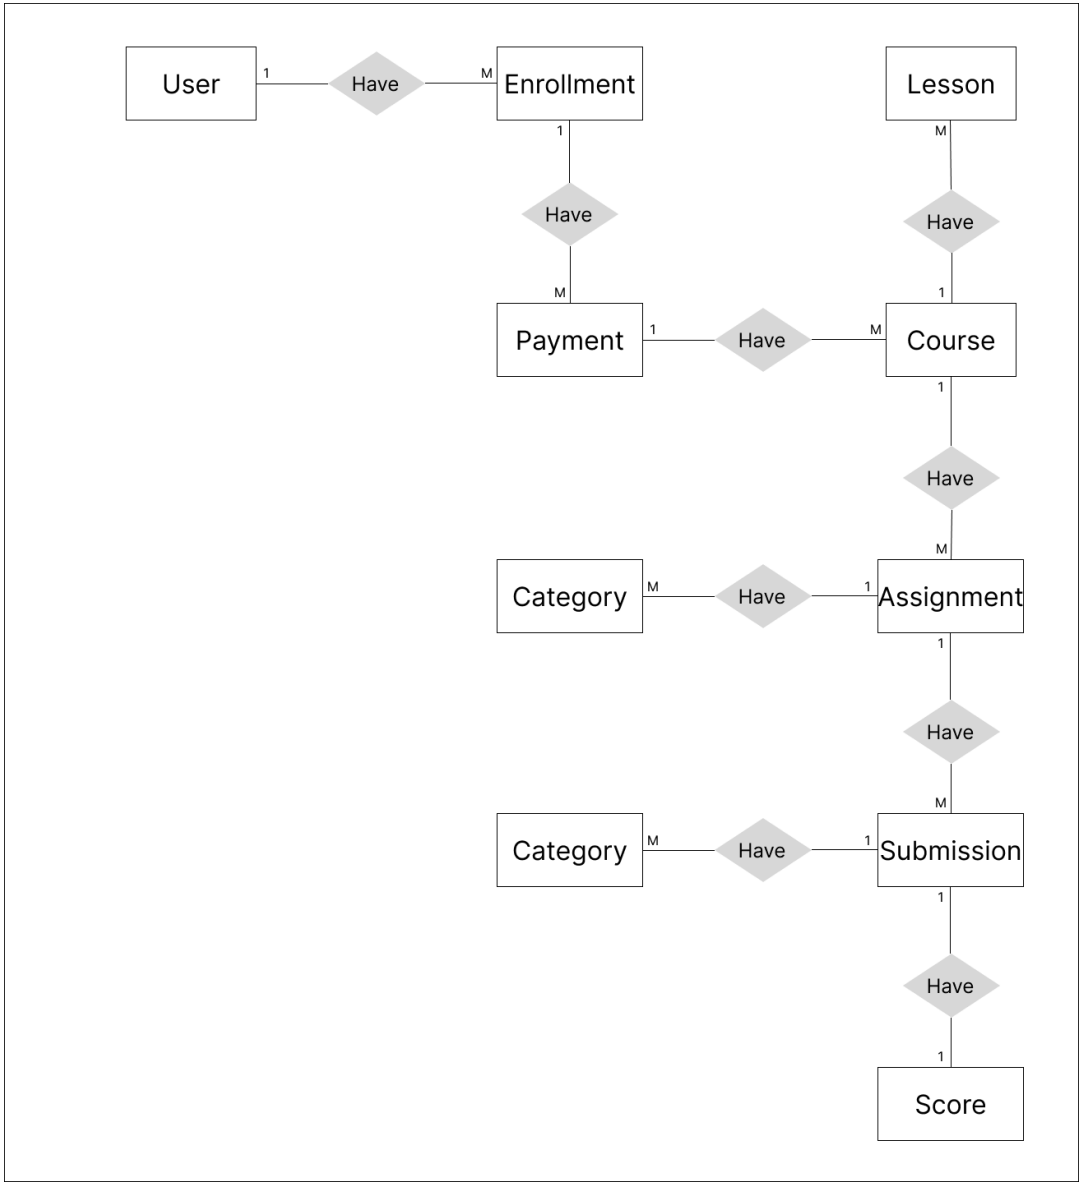 User
1
Have
M
Enrollment
Lesson
1
M
Have
Have
M
1
Payment
1
Have
M
Course
1
Have
M
Category
M
Have
1
Assignment
1
Have
M
Category
M
Have
1
Submission
1
Have
1
Score